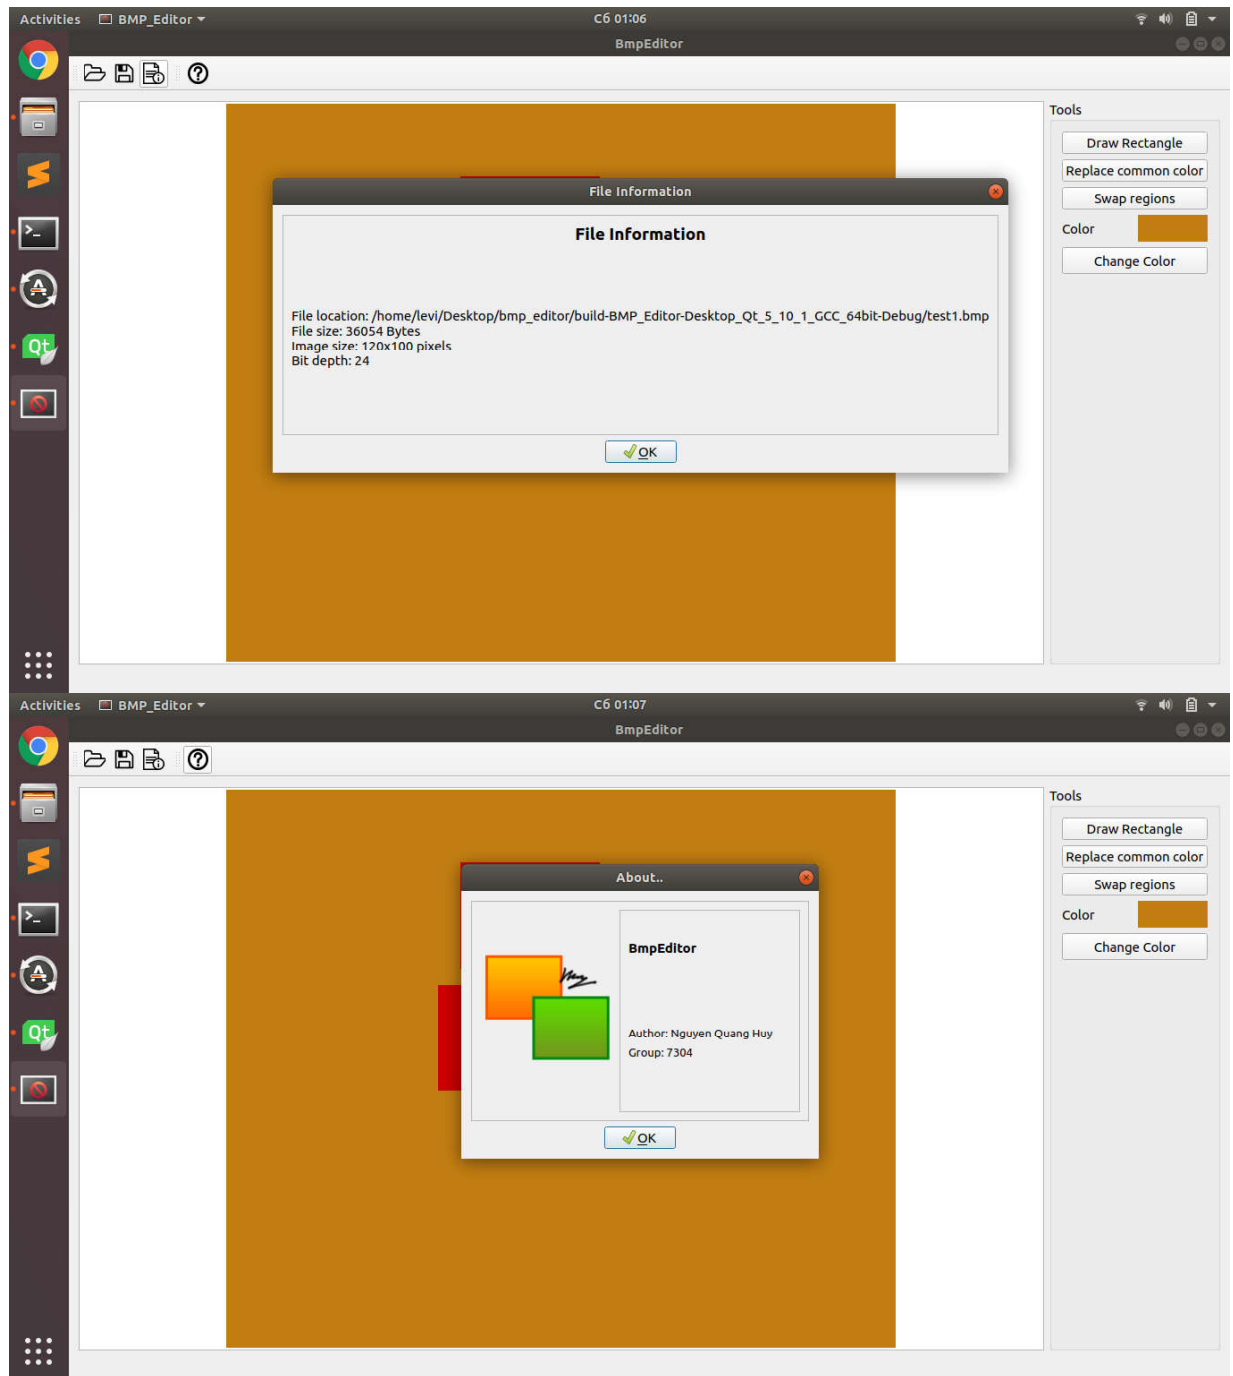 Activities BMP_Editor Сб 01:06
BmpEditor
Tools
Draw Rectangle
Replace common color
Swap regions
Color
Change Color
File Information
File Information
File location: /home/levi/Desktop/bmp_editor/build-BMP_Editor-Desktop_Qt_5_10_1_GCC_64bit-Debug/test1.bmp
File size: 36054 Bytes
Image size: 120x100 pixels
Bit depth: 24
OK
Activities BMP_Editor Сб 01:07
BmpEditor
Tools
Draw Rectangle
Replace common color
Swap regions
Color
Change Color
About..
BmpEditor
Author: Nguyen Quang Huy
Group: 7304
OK